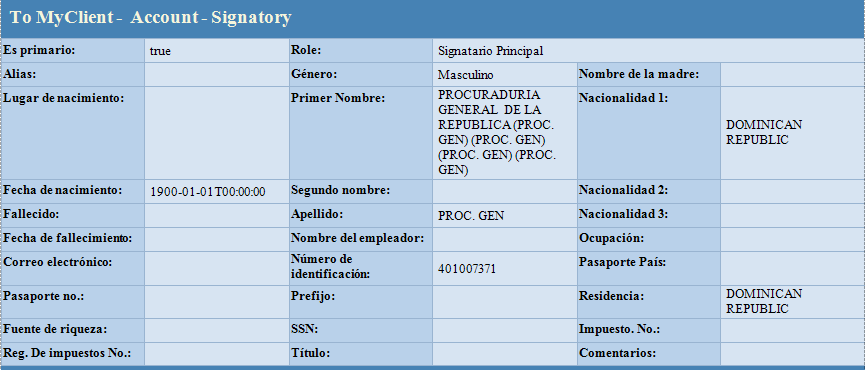 To MyClient - Account - Signatory
Es primario: true Role: Signatario Principal
Alias: Género: Masculino Nombre de la madre:
Lugar de nacimiento: Primer Nombre: PROCURADURIA GENERAL DE LA REPUBLICA (PROC. GEN) (PROC. GEN) (PROC. GEN) (PROC. GEN) Nacionalidad 1: DOMINICAN REPUBLIC
Fecha de nacimiento: 1900-01-01T00:00:00 Segundo nombre: Nacionalidad 2:
Fallecido: Apellido: PROC. GEN Nacionalidad 3:
Fecha de fallecimiento: Nombre del empleador: Ocupación:
Correo electrónico: Número de identificación: 401007371 Pasaporte País:
Pasaporte no.: Prefijo: Residencia: DOMINICAN REPUBLIC
Fuente de riqueza: SSN: Impuesto. No.:
Reg. De impuestos No.: Título: Comentarios: